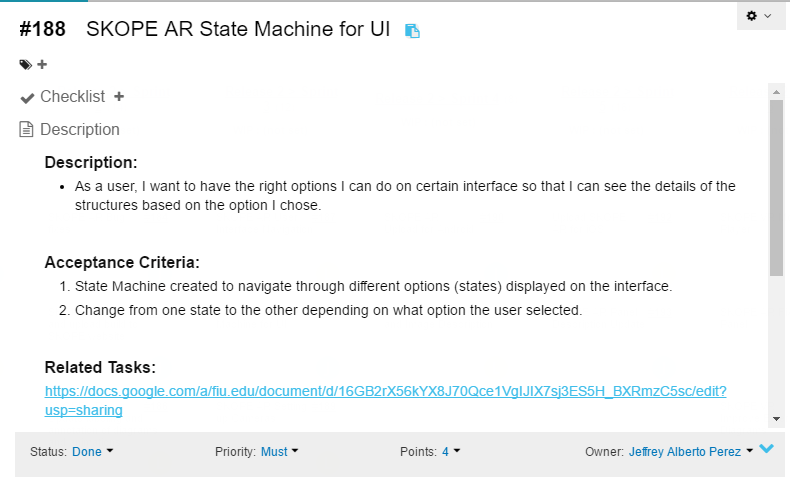 #188 SKOPE AR State Machine for UI
Checklist
Description
Description:
As a user, I want to have the right options I can do on certain interface so that I can see the details of the
structures based on the option I chose.
Acceptance Criteria:
1. State Machine created to navigate through different options (states) displayed on the interface.
2. Change from one state to the other depending on what option the user selected.
Related Tasks:
https://docs.google.com/a/fiu.edu/document/d/16GB2rX56kYX8J70Qce1VgIJIX7sj3ES5H_BXRmzC5sc/edit?
usp=sharing
Status: Done Priority: Must Points: 4 Owner: Jeffrey Alberto Perez